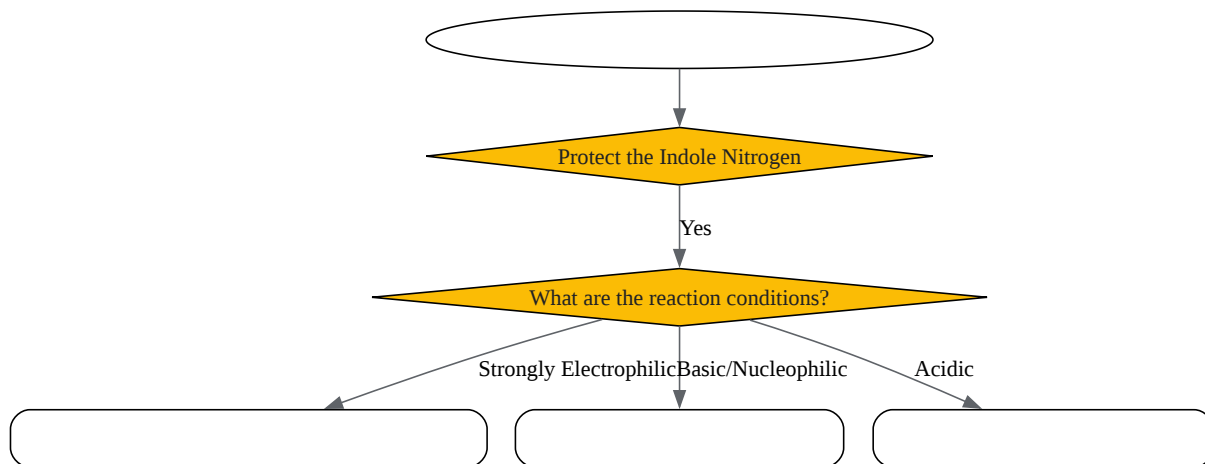 Protect the Indole Nitrogen
Yes
What are the reaction conditions?
Strongly Electrophilic
Basic/Nucleophilic
Acidic